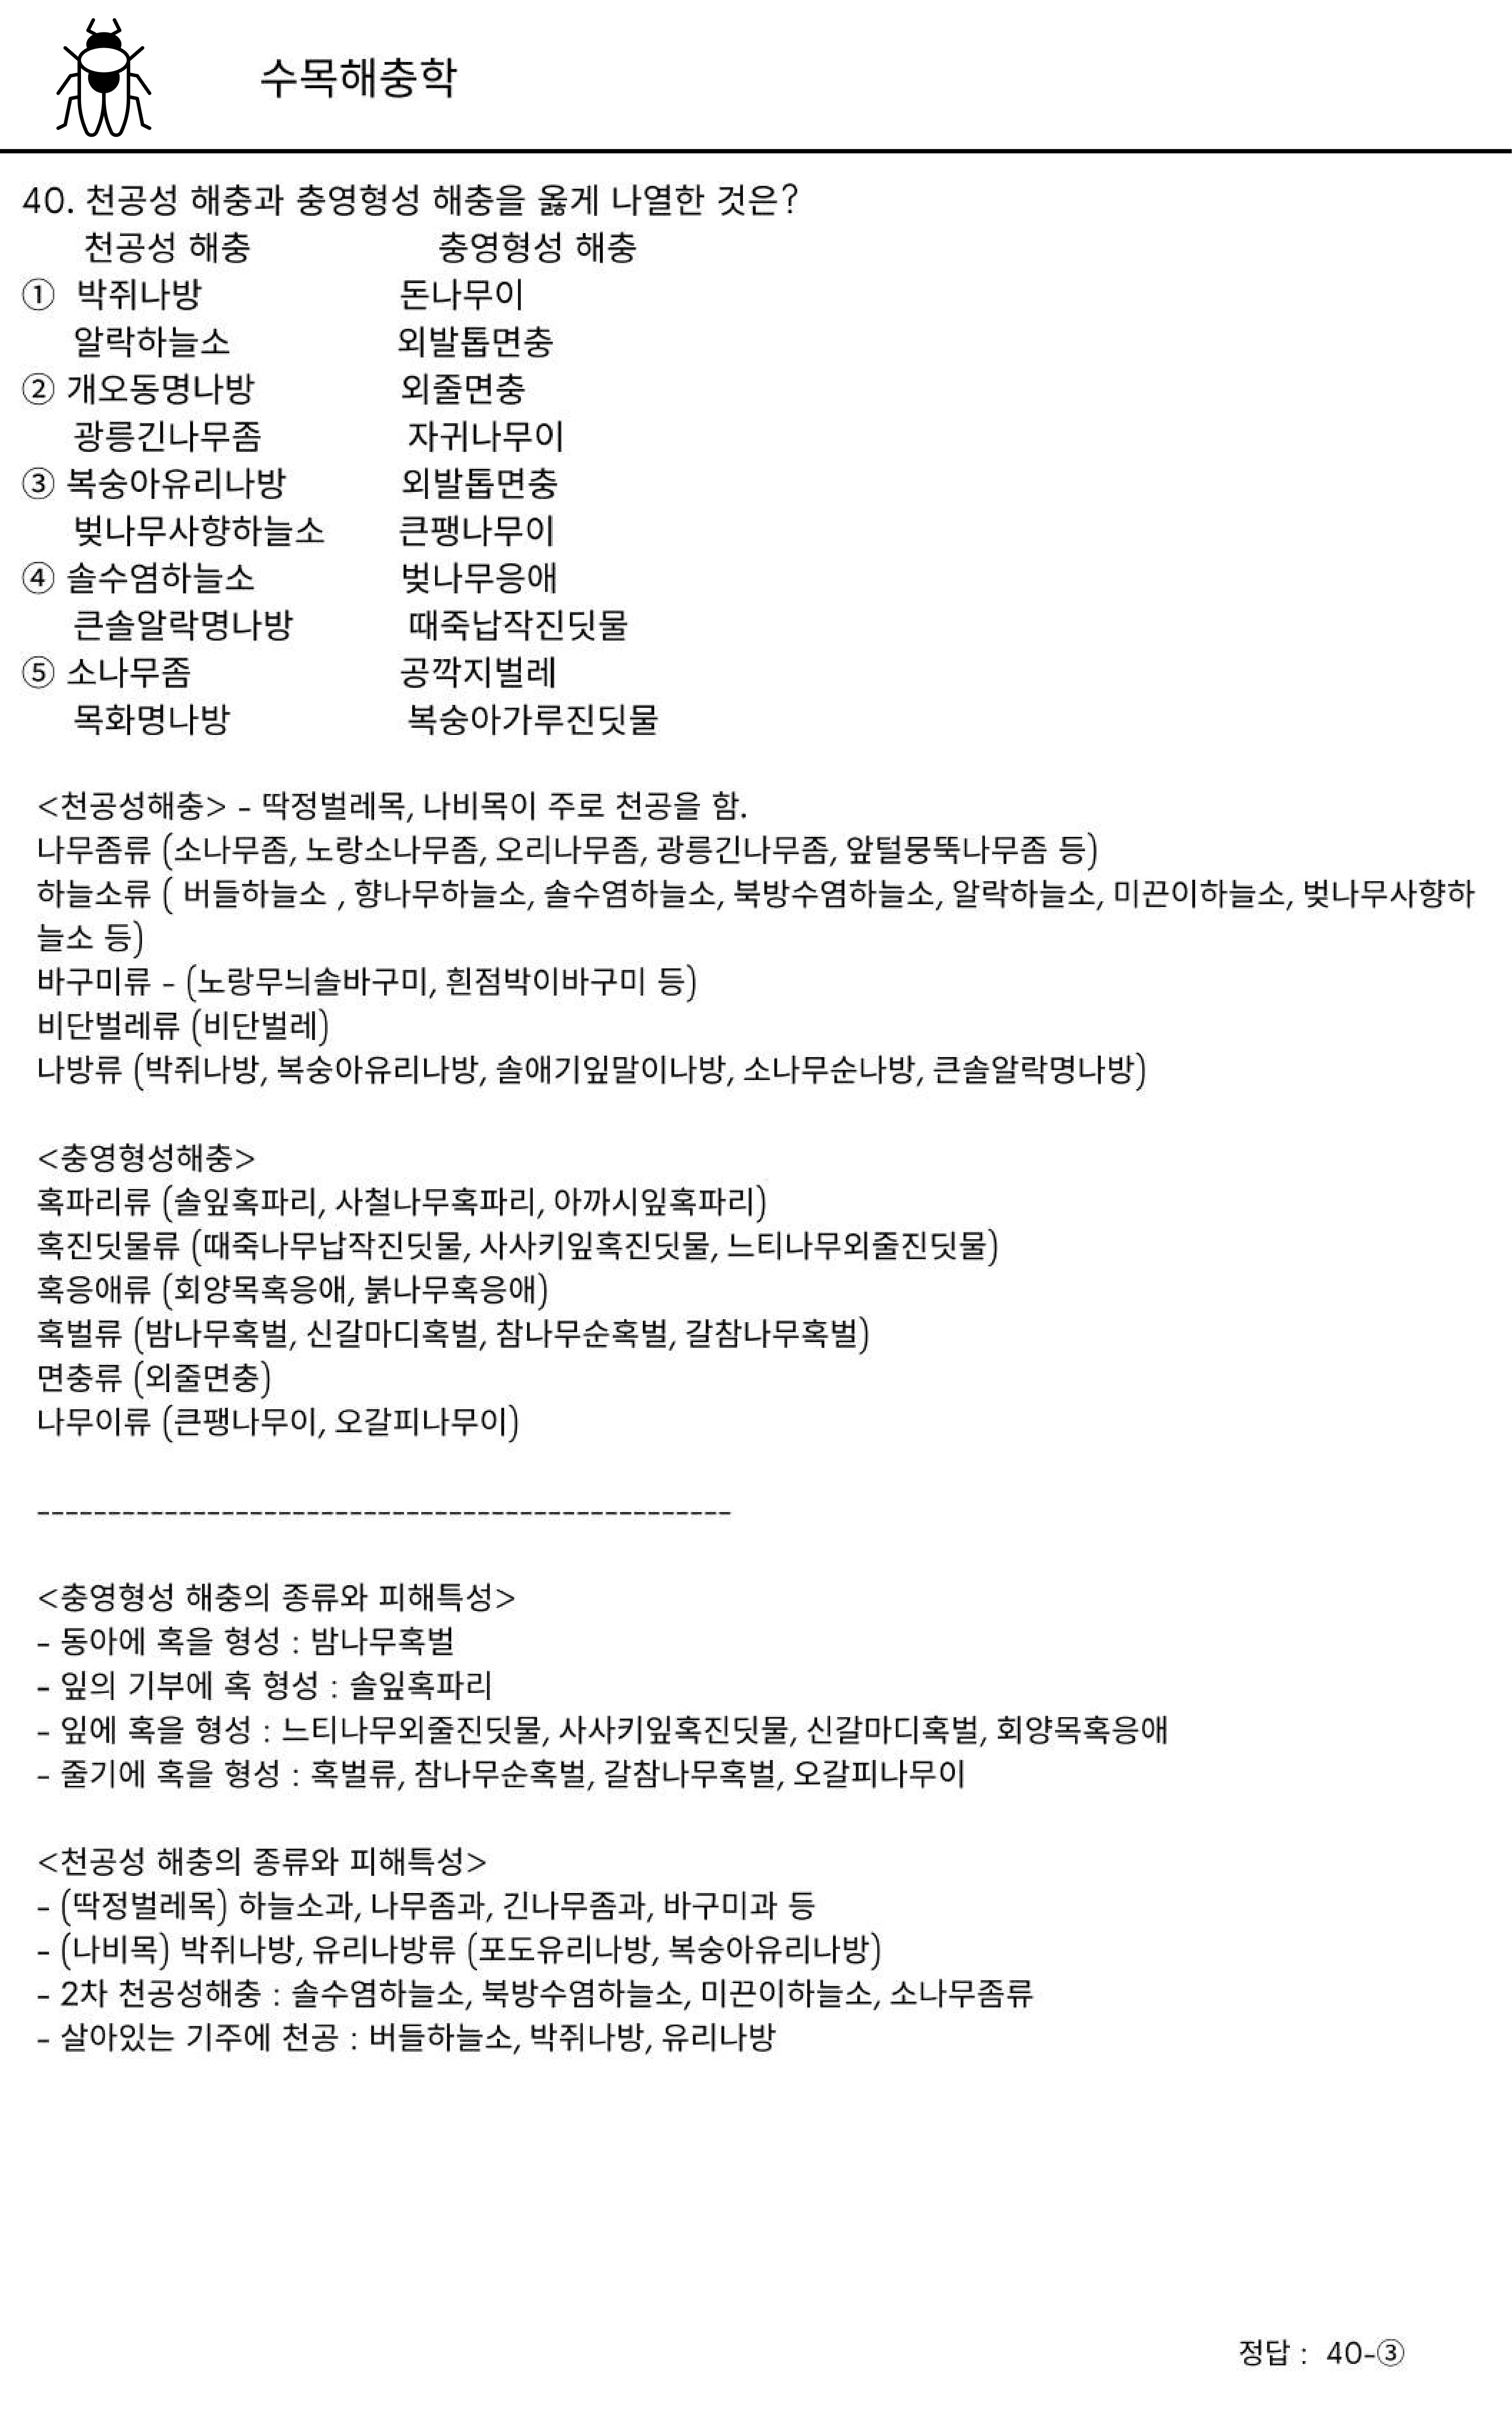 수목해충학
40. 천공성 해충과 충영형성 해충을 옳게 나열한 것은?
천공성 해충 충영형성 해충
① 박쥐나방 돈나무이
알락하늘소 외발톱면충
② 개오동명나방 외줄면충
광릉긴나무좀 자귀나무이
③ 복숭아유리나방 외발톱면충
벚나무사향하늘소 큰팽나무이
④ 솔수염하늘소 벚나무응애
큰솔알락명나방 때죽납작진딧물
⑤ 소나무좀 공깍지벌레
목화명나방 복숭아가루진딧물
<천공성해충> - 딱정벌레목, 나비목이 주로 천공을 함.
나무좀류 (소나무좀, 노랑소나무좀, 오리나무좀, 광릉긴나무좀, 앞털뭉뚝나무좀 등)
하늘소류 ( 버들하늘소 , 향나무하늘소, 솔수염하늘소, 북방수염하늘소, 알락하늘소, 미끈이하늘소, 벚나무사향하
늘소 등)
바구미류 - (노랑무늬솔바구미, 흰점박이바구미 등)
비단벌레류 (비단벌레)
나방류 (박쥐나방, 복숭아유리나방, 솔애기잎말이나방, 소나무순나방, 큰솔알락명나방)
<충영형성해충>
혹파리류 (솔잎혹파리, 사철나무혹파리, 아까시잎혹파리)
혹진딧물류 (때죽나무납작진딧물, 사사키잎혹진딧물, 느티나무외줄진딧물)
혹응애류 (회양목혹응애, 붉나무혹응애)
혹벌류 (밤나무혹벌, 신갈마디혹벌, 참나무순혹벌, 갈참나무혹벌)
면충류 (외줄면충)
나무이류 (큰팽나무이, 오갈피나무이)
-------------------------------------------------
<충영형성 해충의 종류와 피해특성>
- 동아에 혹을 형성 : 밤나무혹벌
- 잎의 기부에 혹 형성 : 솔잎혹파리
- 잎에 혹을 형성 : 느티나무외줄진딧물, 사사키잎혹진딧물, 신갈마디혹벌, 회양목혹응애
- 줄기에 혹을 형성 : 혹벌류, 참나무순혹벌, 갈참나무혹벌, 오갈피나무이
<천공성 해충의 종류와 피해특성>
- (딱정벌레목) 하늘소과, 나무좀과, 긴나무좀과, 바구미과 등
- (나비목) 박쥐나방, 유리나방류 (포도유리나방, 복숭아유리나방)
- 2차 천공성해충 : 솔수염하늘소, 북방수염하늘소, 미끈이하늘소, 소나무좀류
- 살아있는 기주에 천공 : 버들하늘소, 박쥐나방, 유리나방
정답 : 40-③